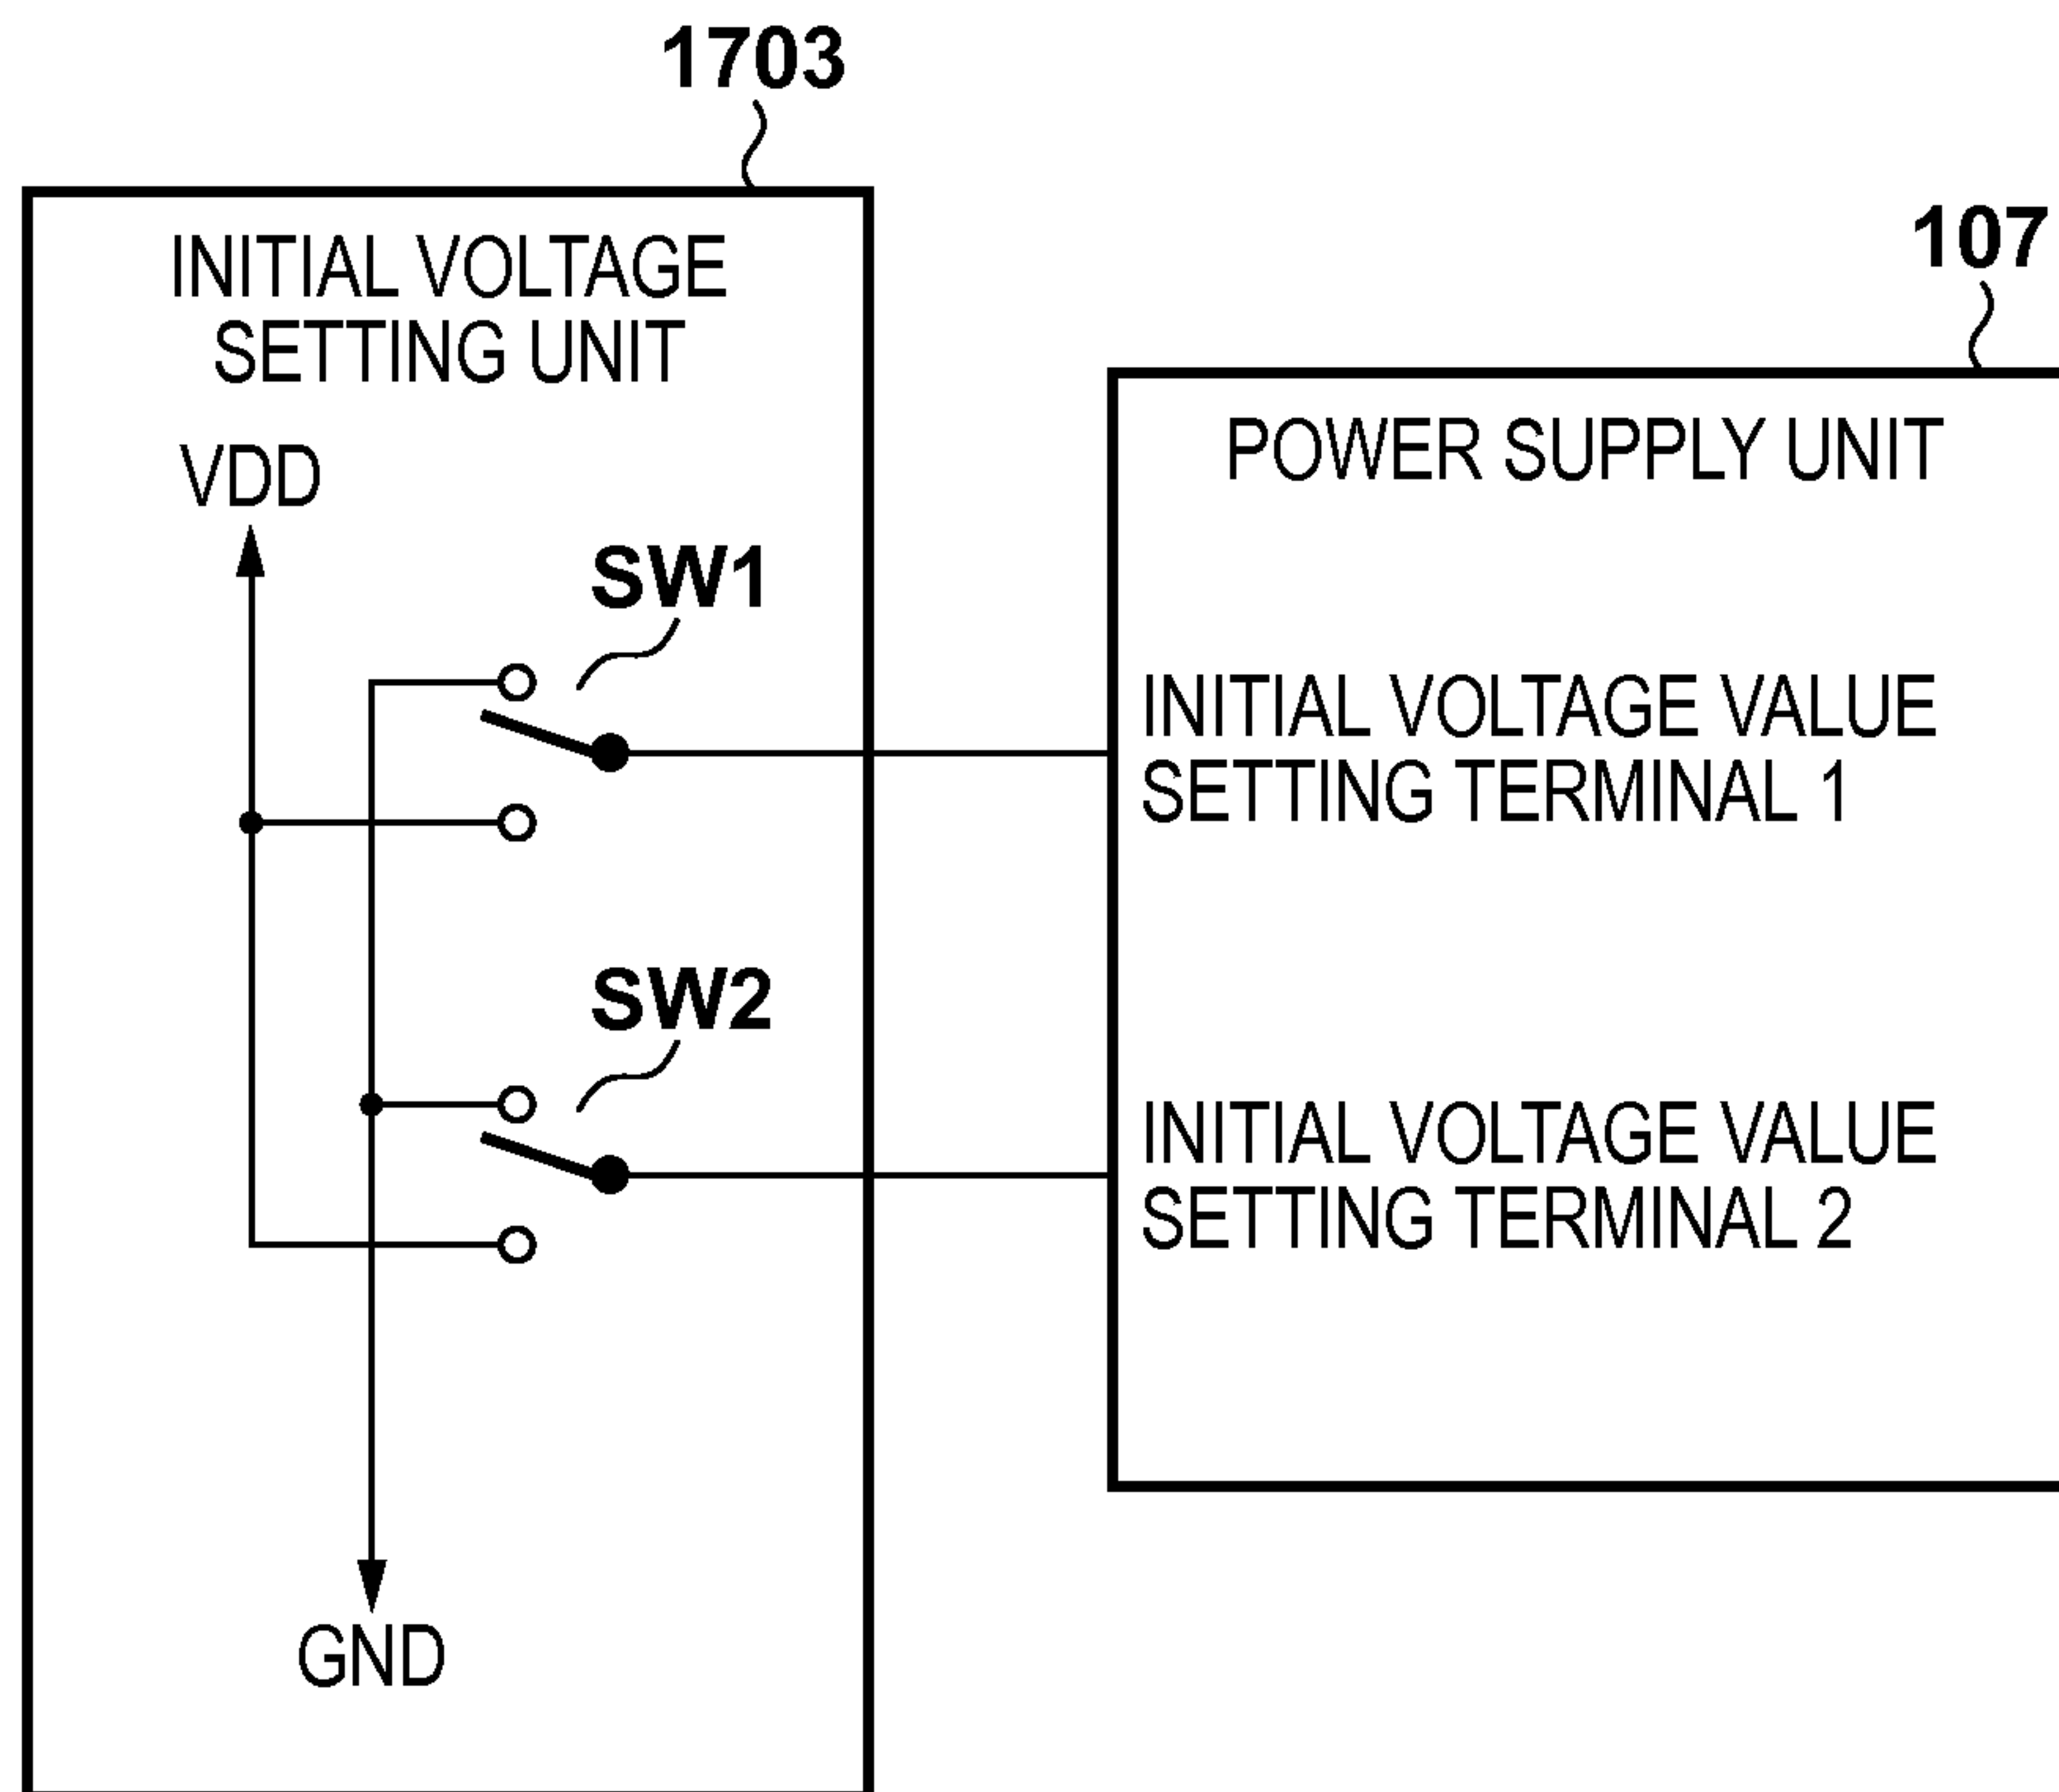 1703
INITIAL VOLTAGE
SETTING UNIT
VDD
SW1
SW2
GND
107
POWER SUPPLY UNIT
INITIAL VOLTAGE VALUE
SETTING TERMINAL 1
INITIAL VOLTAGE VALUE
SETTING TERMINAL 2